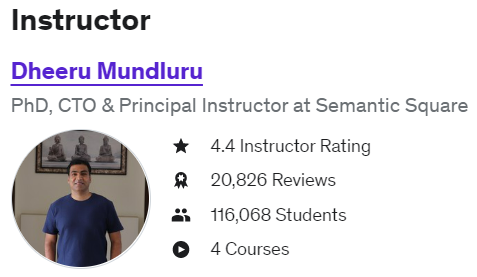 Instructor
Dheeru Mundluru
PhD, CTO & Principal Instructor at Semantic Square
4.4 Instructor Rating
20,826 Reviews
116,068 Students
4 Courses